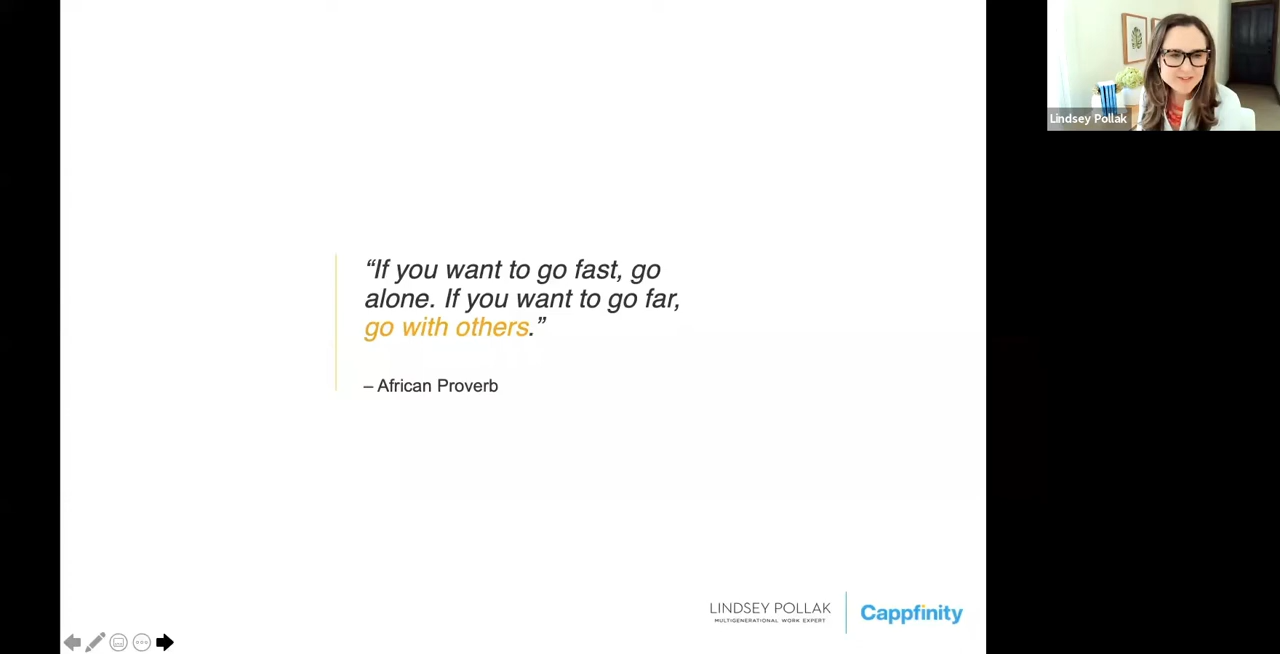 “If you want to go fast, go
alone. If you want to go far,
go with others.”
– African Proverb
LINDSEY POLLAK
MULTIGENERATIONAL WORK EXPERT
Cappfinity
Lindsey Pollak